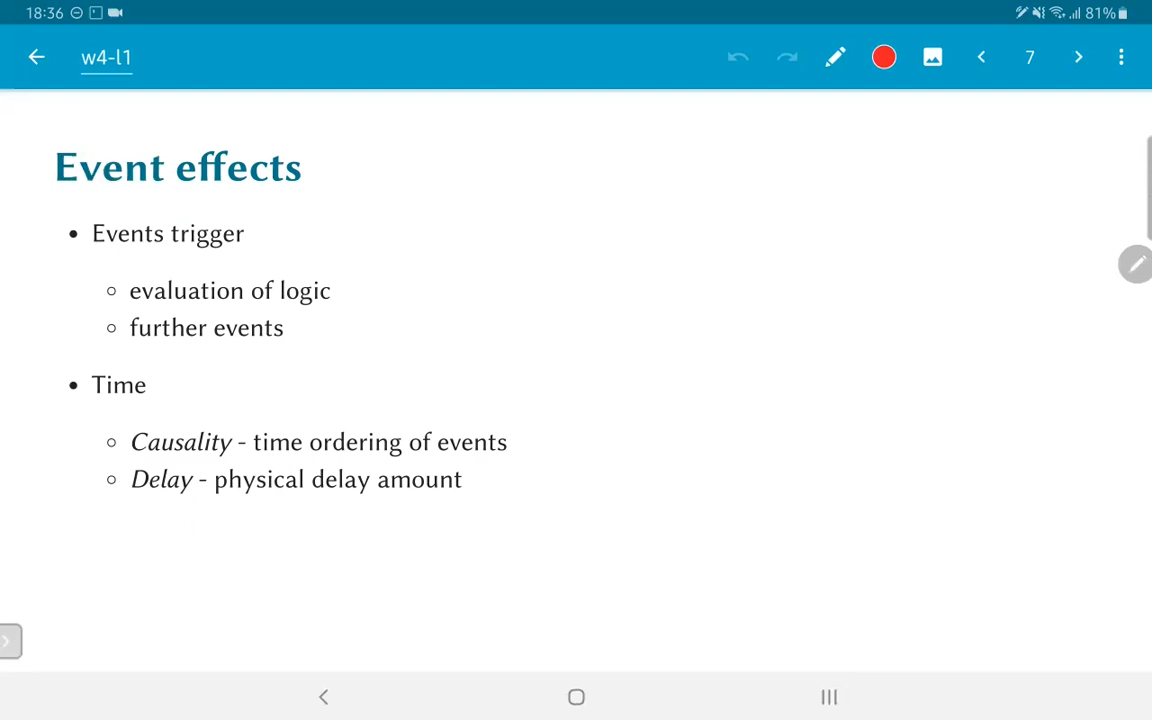 18:36 81%
w4-l1 7
Event effects
• Events trigger
◦ evaluation of logic
◦ further events
• Time
◦ Causality - time ordering of events
◦ Delay - physical delay amount